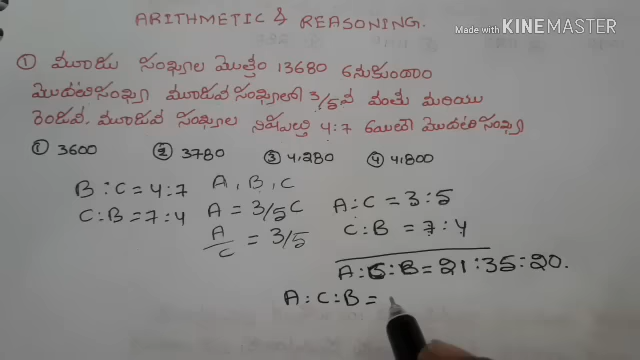 Made with KINEMASTER
ARITHMETIC & REASONING.
① మూడు సంఖ్యల మొత్తం 13680 అనుకుందాం
మొదటిసంఖ్య మూడవ సంఖ్యలో 3/5వ వంతు మరియు
రెండవ, మూడవ సంఖ్యల నిష్పత్తి 4:7 అయితే మొదటిసంఖ్య
① 3600 ② 3780 ③ 4,280 ④ 4,800
B:C = 4:7
C:B = 7:4
A, B, C
A = 3/5 C
A/C = 3/5
A:C = 3:5
C:B = 7:4
A:C:B = 21:35:20.
A:C:B =